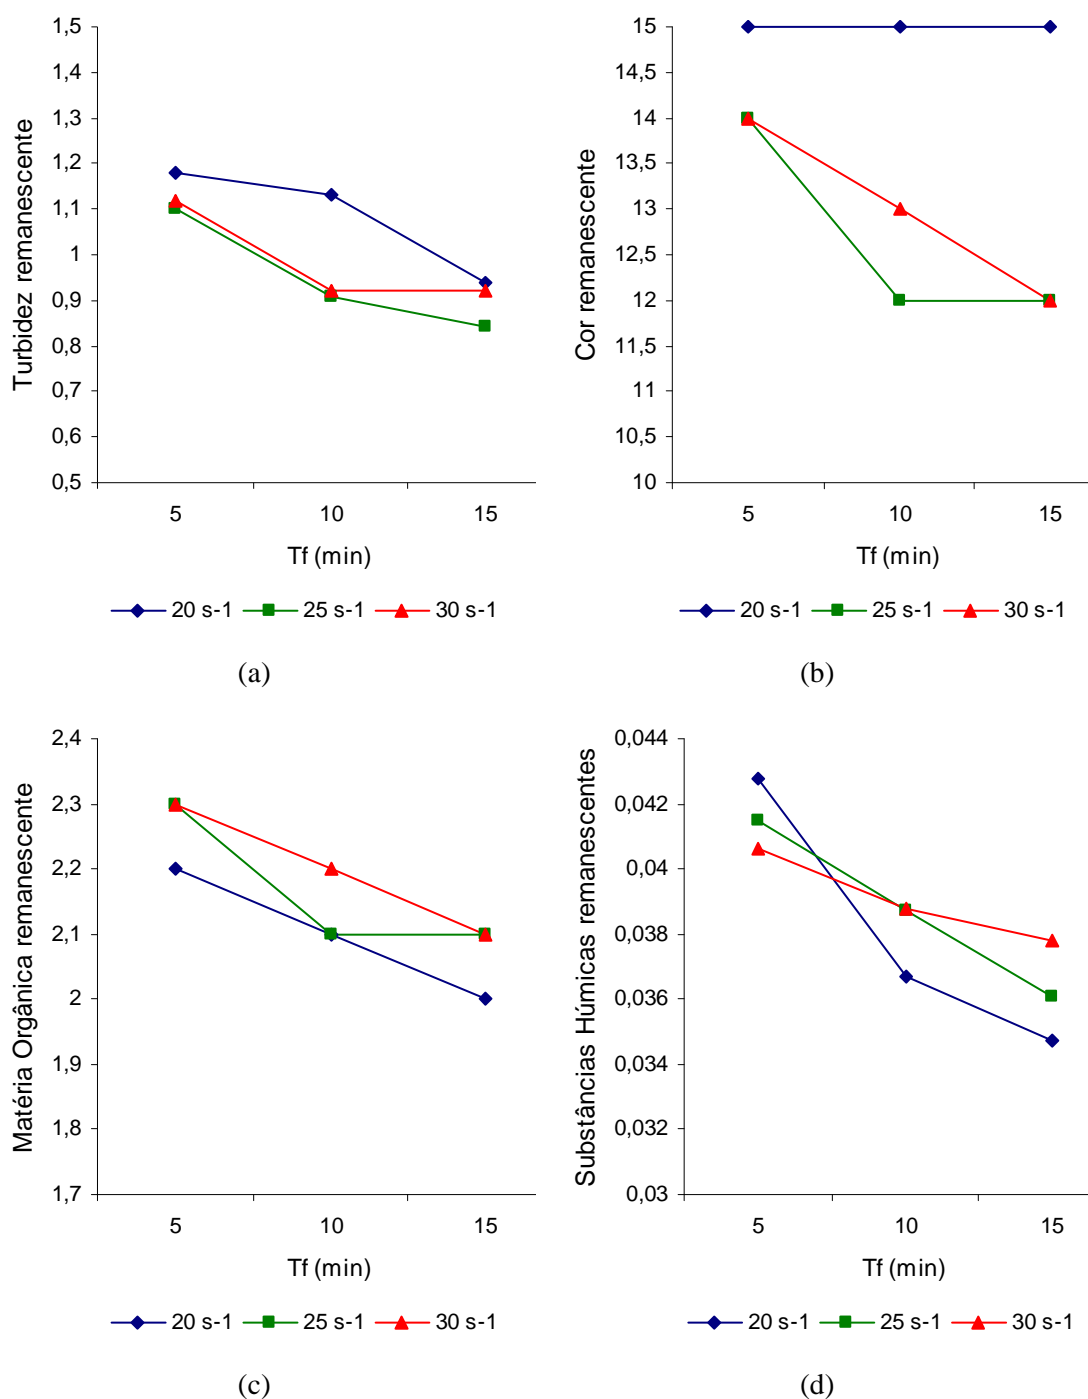 Turbidez remanescente
1,5
1,4
1,3
1,2
1,1
1
0,9
0,8
0,7
0,6
0,5
5 10 15
Tf (min)
20 s-1 25 s-1 30 s-1
(a)
Cor remanescente
15
14,5
14
13,5
13
12,5
12
11,5
11
10,5
10
5 10 15
Tf (min)
20 s-1 25 s-1 30 s-1
(b)
Matéria Orgânica remanescente
2,4
2,3
2,2
2,1
2
1,9
1,8
1,7
5 10 15
Tf (min)
20 s-1 25 s-1 30 s-1
(c)
Substâncias Húmicas remanescentes
0,044
0,042
0,04
0,038
0,036
0,034
0,032
0,03
5 10 15
Tf (min)
20 s-1 25 s-1 30 s-1
(d)